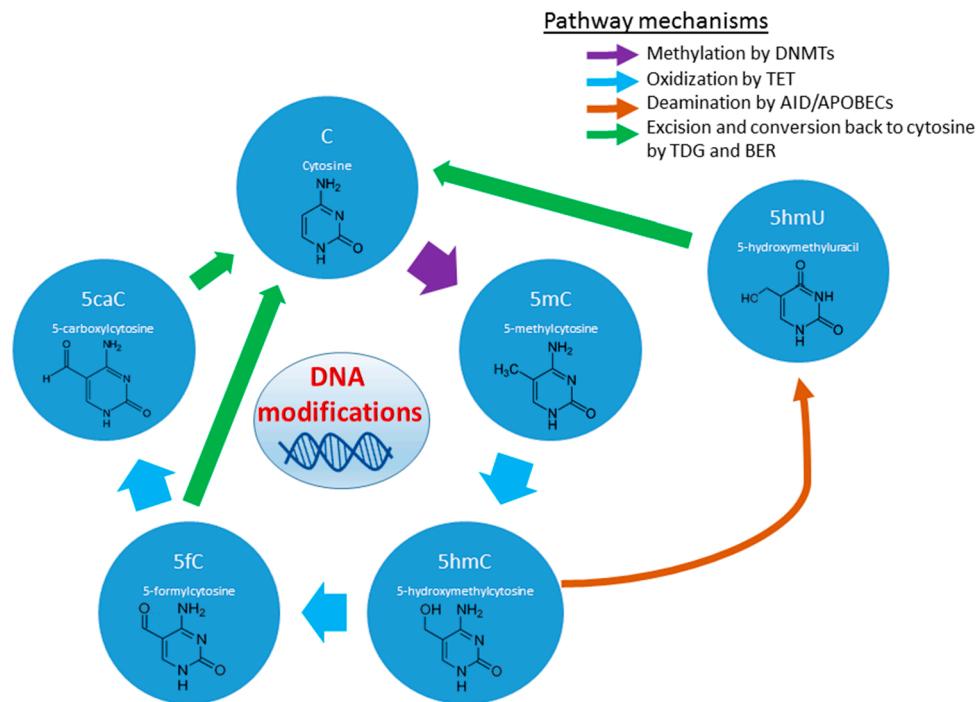 Pathway mechanisms
Methylation by DNMTs
Oxidization by TET
Deamination by AID/APOBECs
Excision and conversion back to cytosine
by TDG and BER
C
Cytosine
NH₂
N
N
H
O
5hmU
5-hydroxymethyluracil
O
HO
NH
N
H
O
5caC
5-carboxylcytosine
O
NH₂
H
N
N
H
O
5mC
5-methylcytosine
NH₂
H₃C
N
N
H
O
DNA
modifications
5fC
5-formylcytosine
O
NH₂
N
N
H
O
5hmC
5-hydroxymethylcytosine
OH
NH₂
N
N
H
O